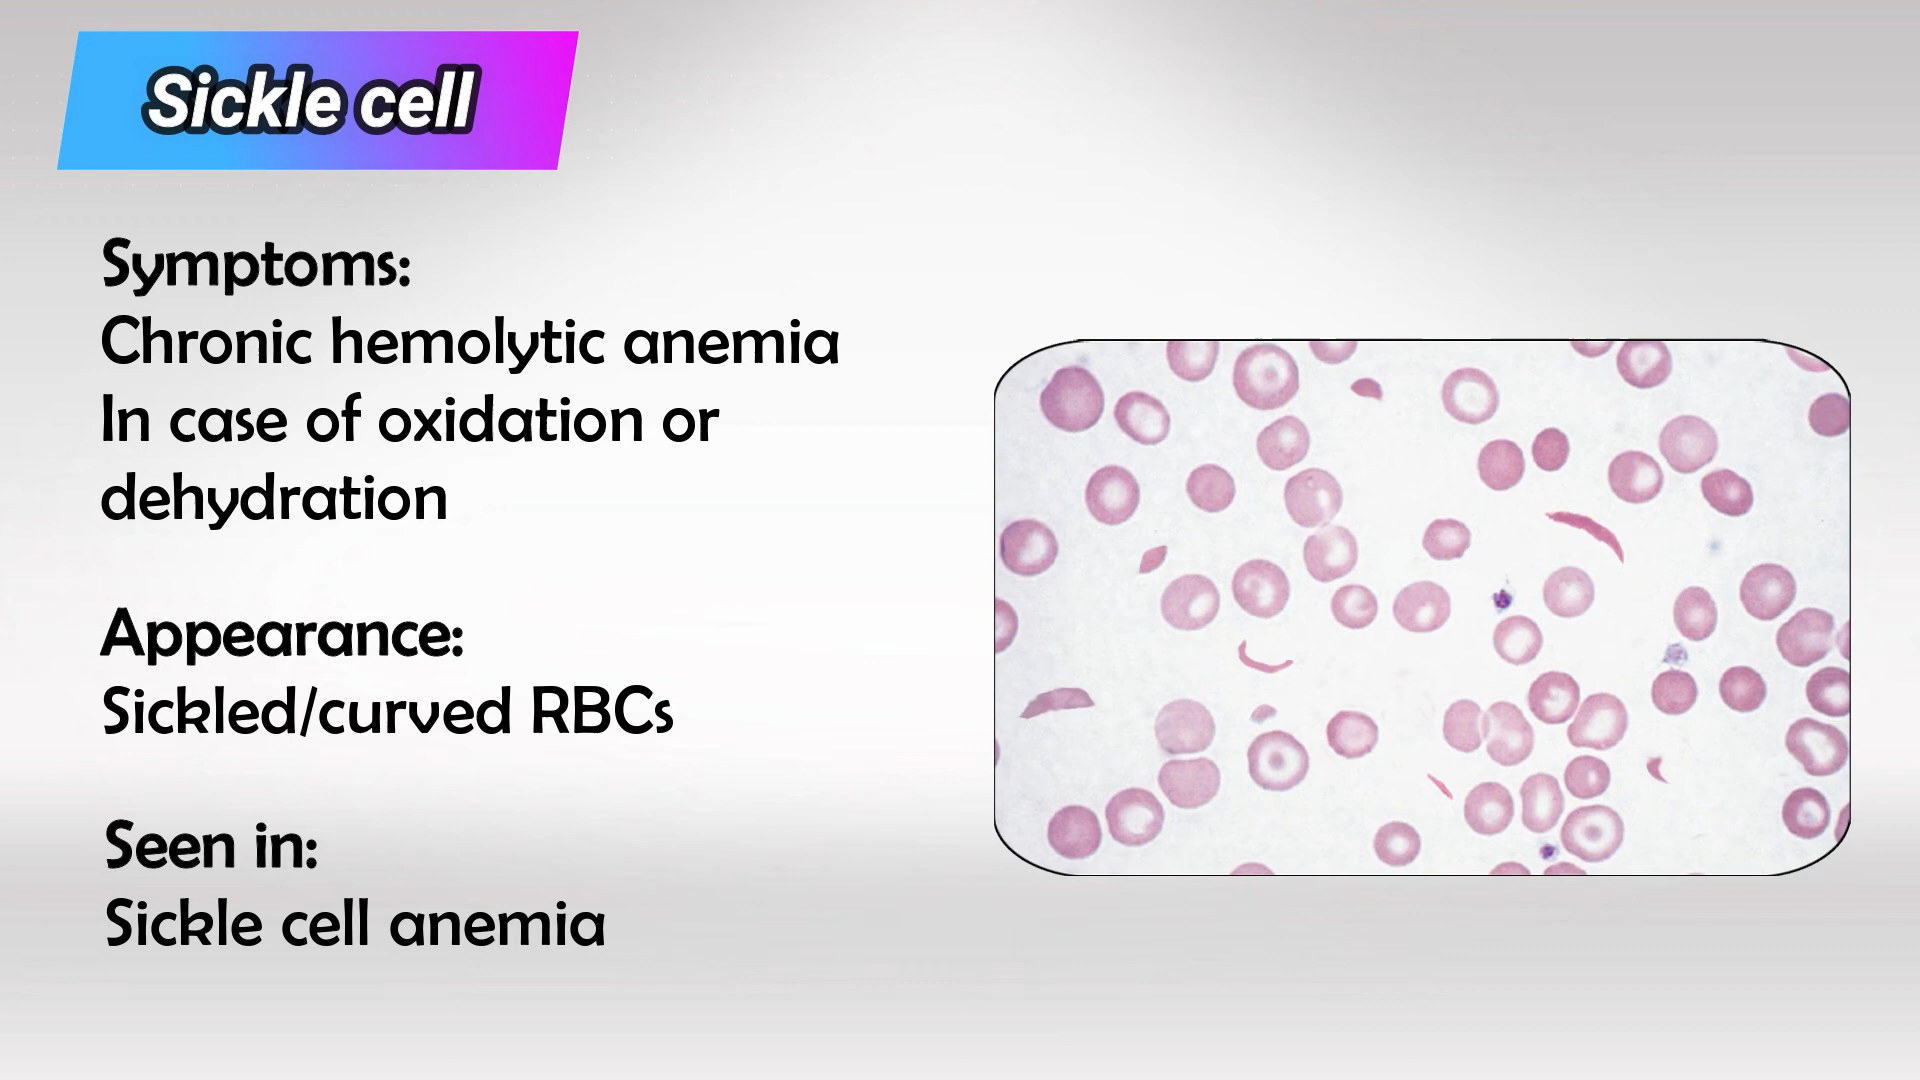 Sickle cell
Symptoms:
Chronic hemolytic anemia
In case of oxidation or
dehydration
Appearance:
Sickled/curved RBCs
Seen in:
Sickle cell anemia